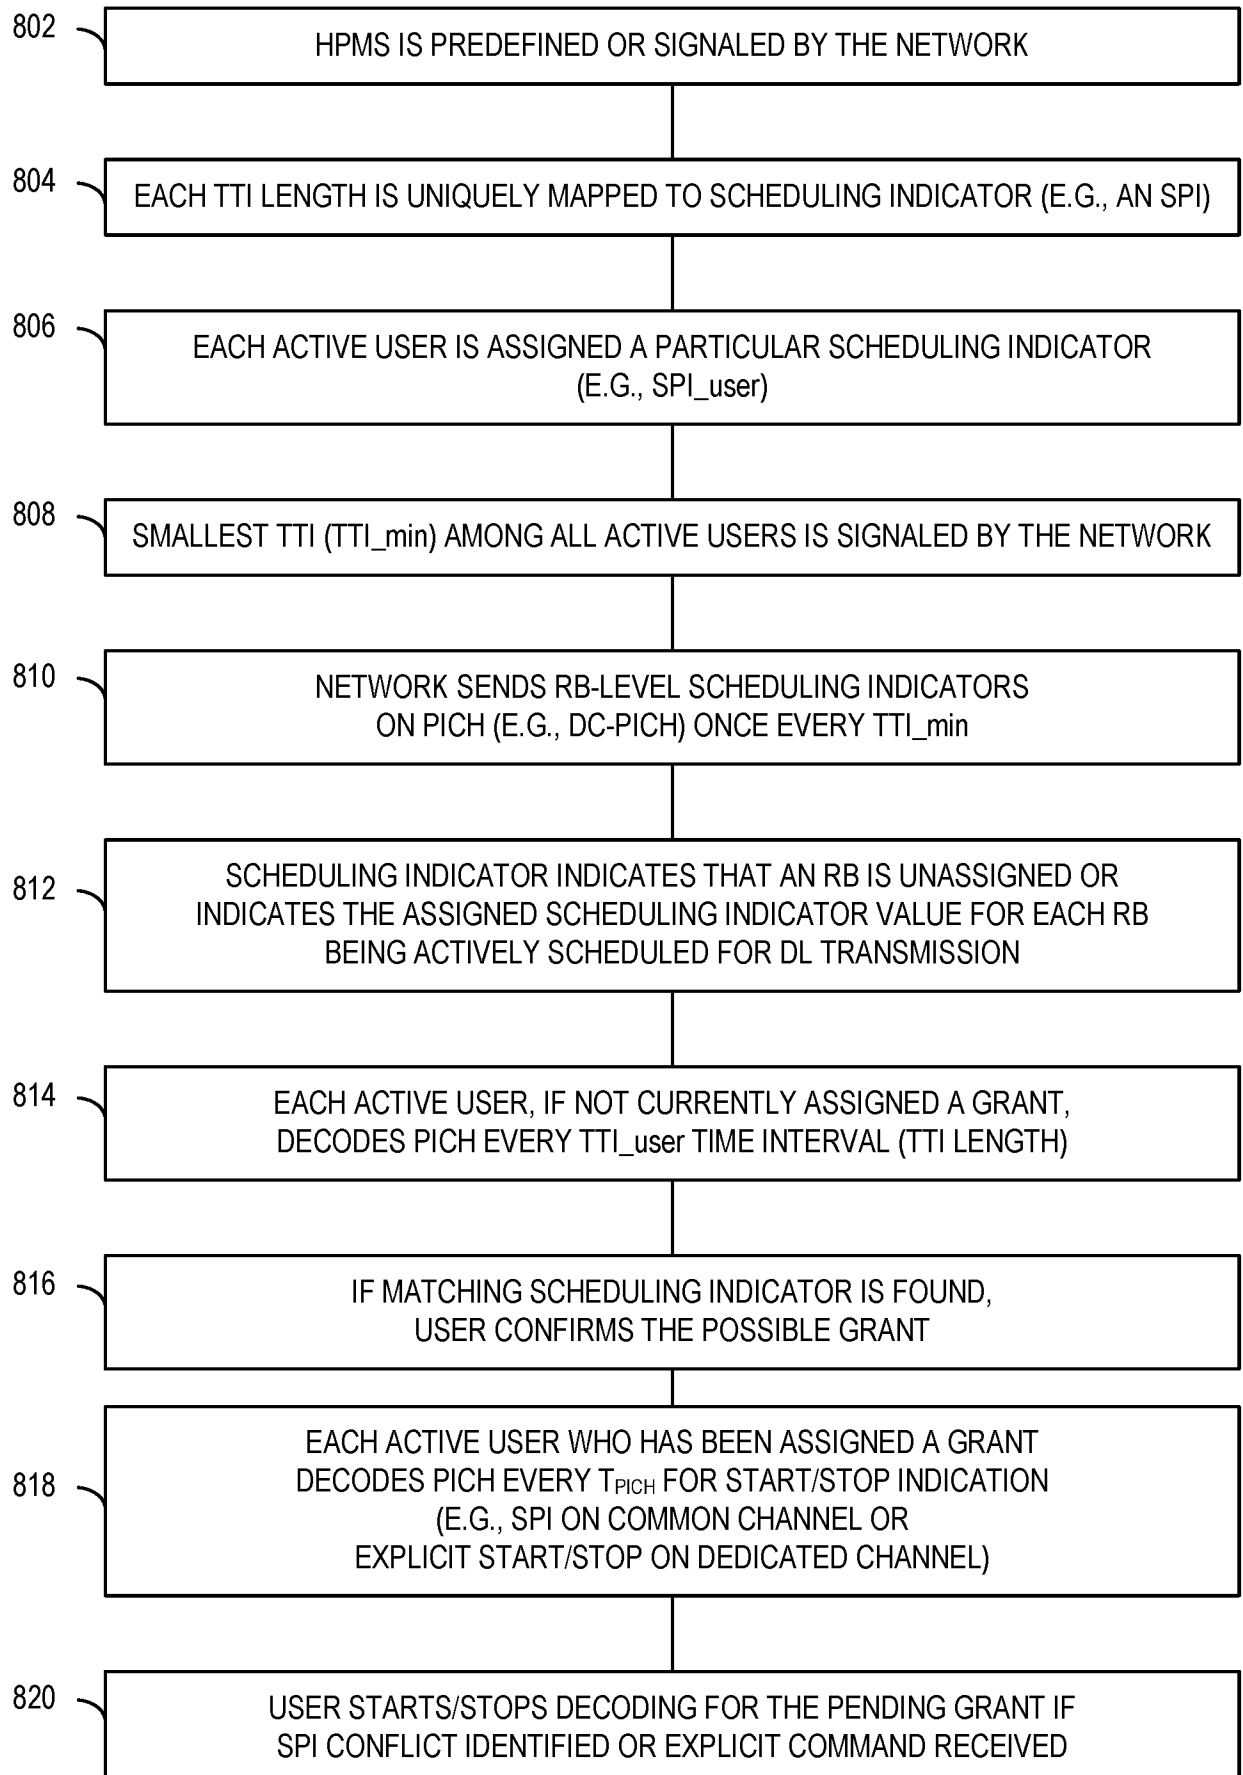 802
HPMS IS PREDEFINED OR SIGNALED BY THE NETWORK
804
EACH TTI LENGTH IS UNIQUELY MAPPED TO SCHEDULING INDICATOR (E.G., AN SPI)
806
EACH ACTIVE USER IS ASSIGNED A PARTICULAR SCHEDULING INDICATOR
(E.G., SPI_user)
808
SMALLEST TTI (TTI_min) AMONG ALL ACTIVE USERS IS SIGNALED BY THE NETWORK
810
NETWORK SENDS RB-LEVEL SCHEDULING INDICATORS
ON PICH (E.G., DC-PICH) ONCE EVERY TTI_min
812
SCHEDULING INDICATOR INDICATES THAT AN RB IS UNASSIGNED OR
INDICATES THE ASSIGNED SCHEDULING INDICATOR VALUE FOR EACH RB
BEING ACTIVELY SCHEDULED FOR DL TRANSMISSION
814
EACH ACTIVE USER, IF NOT CURRENTLY ASSIGNED A GRANT,
DECODES PICH EVERY TTI_user TIME INTERVAL (TTI LENGTH)
816
IF MATCHING SCHEDULING INDICATOR IS FOUND,
USER CONFIRMS THE POSSIBLE GRANT
818
EACH ACTIVE USER WHO HAS BEEN ASSIGNED A GRANT
DECODES PICH EVERY TPICH FOR START/STOP INDICATION
(E.G., SPI ON COMMON CHANNEL OR
EXPLICIT START/STOP ON DEDICATED CHANNEL)
820
USER STARTS/STOPS DECODING FOR THE PENDING GRANT IF
SPI CONFLICT IDENTIFIED OR EXPLICIT COMMAND RECEIVED